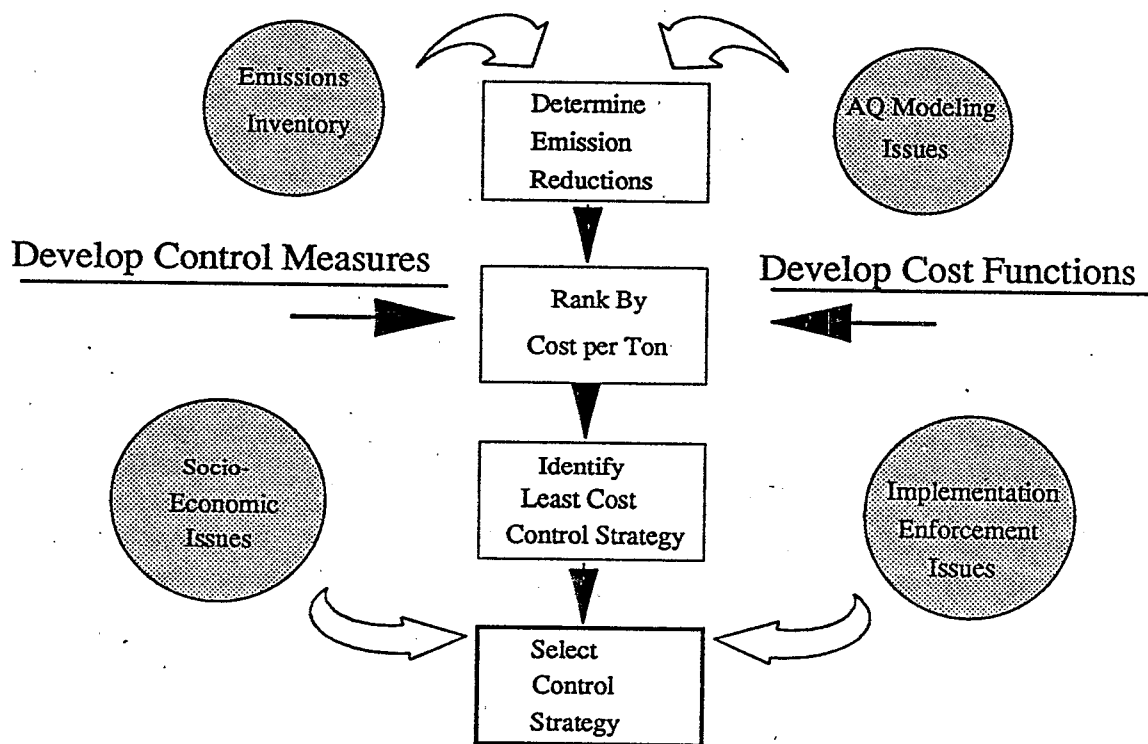 Emissions
Inventory
Determine
Emission
Reductions
AQ Modeling
Issues
Develop Control Measures
Develop Cost Functions
Rank By
Cost per Ton
Socio-
Economic
Issues
Identify
Least Cost
Control Strategy
Implementation
Enforcement
Issues
Select
Control
Strategy